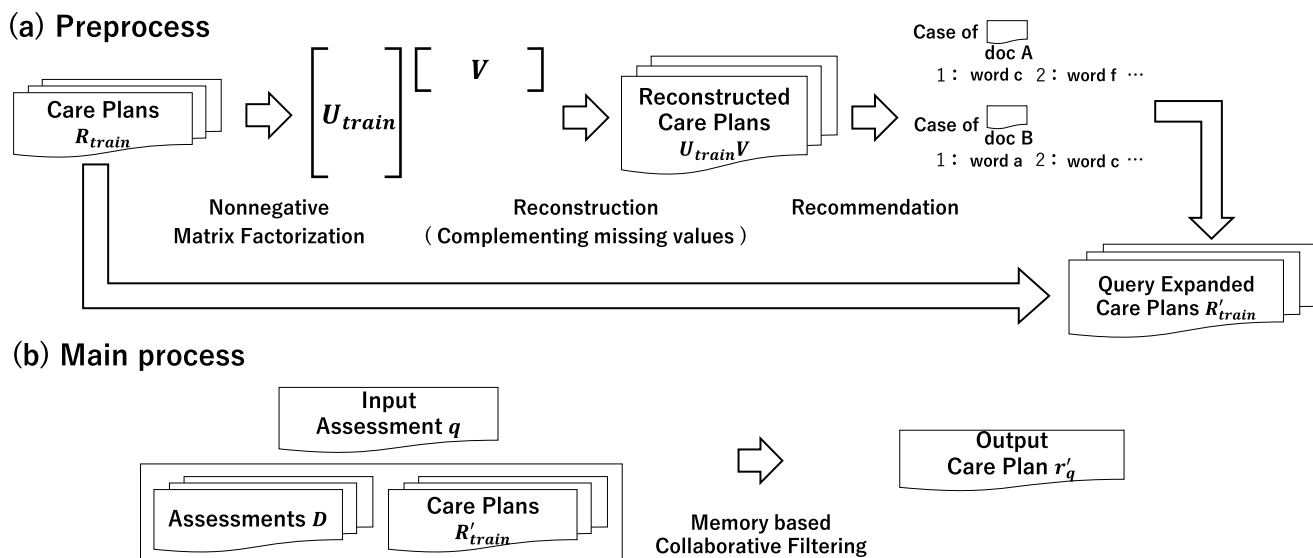 (a) Preprocess
Care Plans
R_train
U_train
V
Reconstructed
Care Plans
U_trainV
Case of
doc A
1： word c 2： word f …
Case of
doc B
1： word a 2： word c …
Nonnegative
Matrix Factorization
Reconstruction
( Complementing missing values )
Recommendation
Query Expanded
Care Plans R'_train
(b) Main process
Input
Assessment q
Assessments D
Care Plans
R'_train
Memory based
Collaborative Filtering
Output
Care Plan r'_q